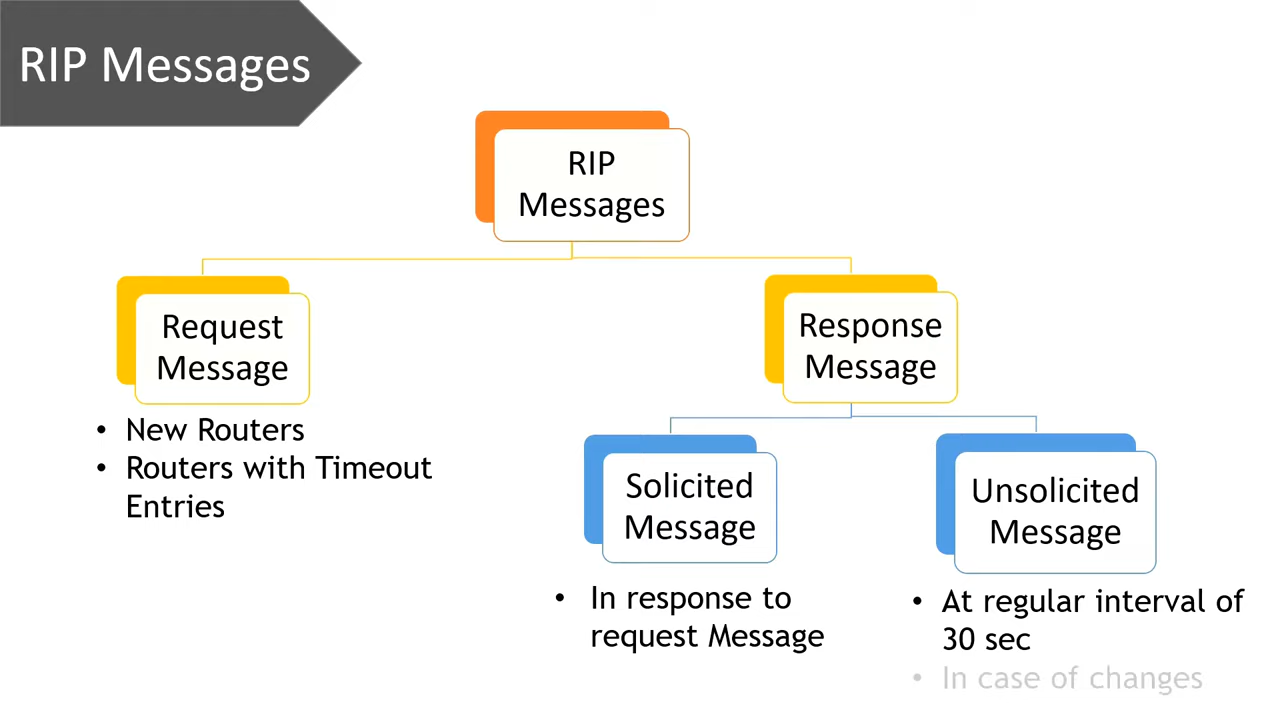 RIP Messages
RIP
Messages
Request
Message
Response
Message
• New Routers
• Routers with Timeout
Entries
Solicited
Message
Unsolicited
Message
• In response to
request Message
• At regular interval of
30 sec
• In case of changes